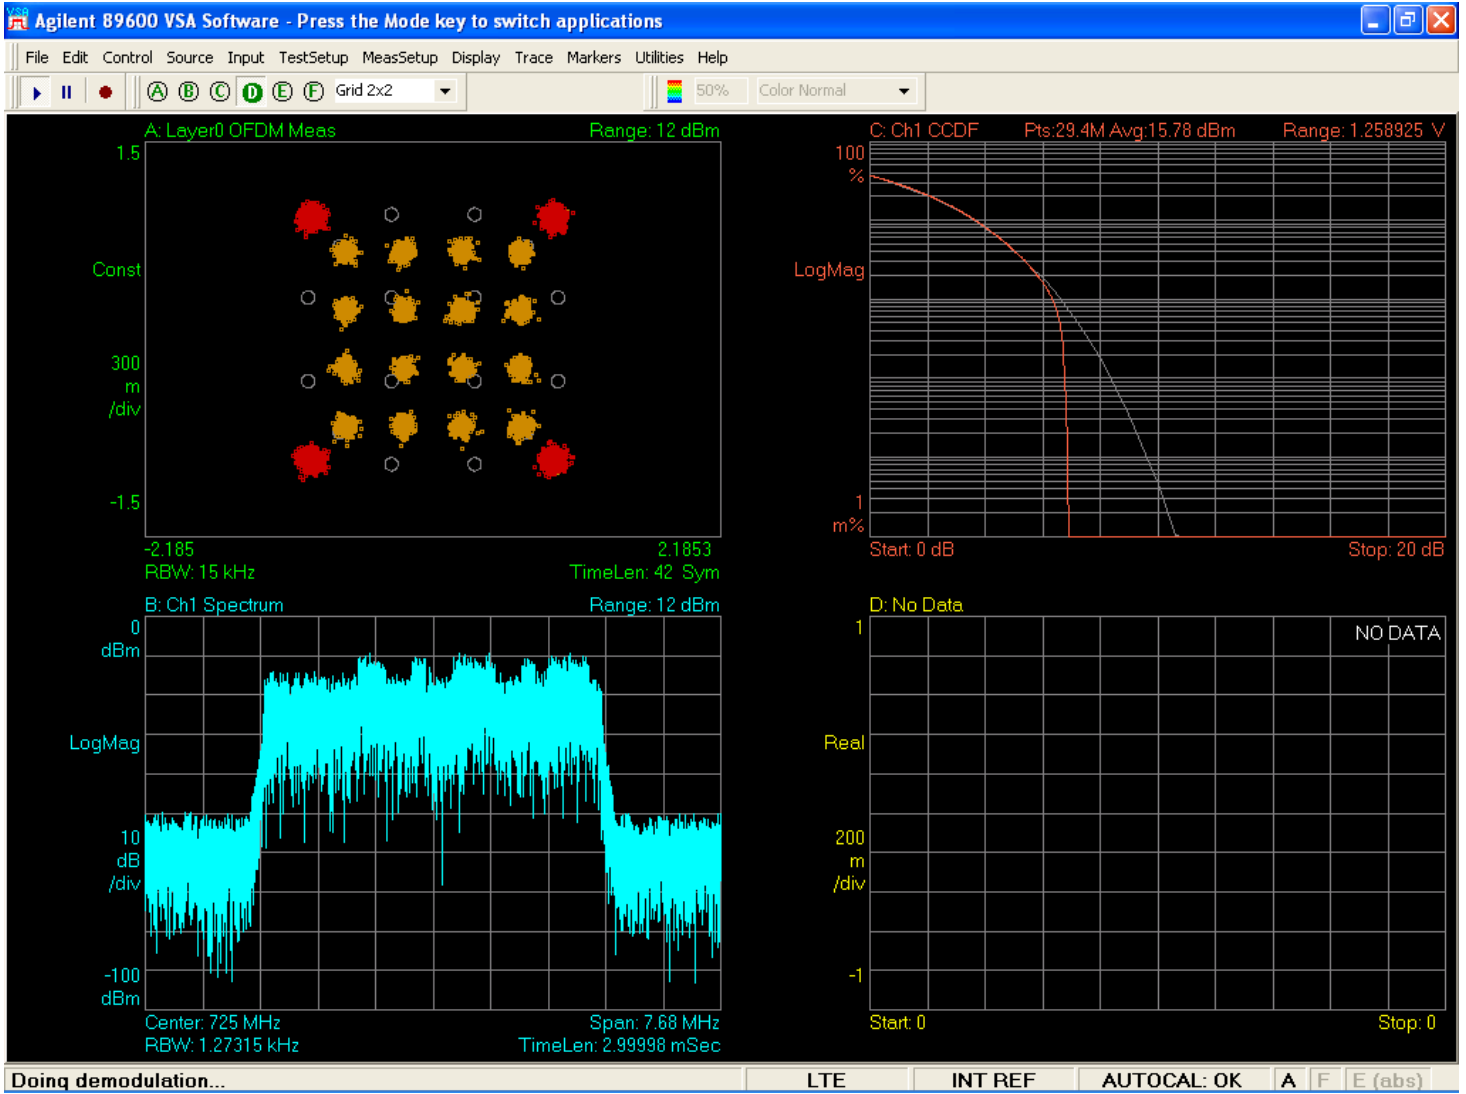 Agilent 89600 VSA Software - Press the Mode key to switch applications
File Edit Control Source Input TestSetup MeasSetup Display Trace Markers Utilities Help
A B C D E F Grid 2x2 50% Color Normal
A: Layer0 OFDM Meas Range: 12 dBm
1.5
Const
300
m
/div
-1.5
-2.185 2.1853
RBW: 15 kHz TimeLen: 42 Sym
C: Ch1 CCDF Pts:29.4M Avg:15.78 dBm Range: 1.258925 V
100
%
LogMag
1
m%
Start: 0 dB Stop: 20 dB
B: Ch1 Spectrum Range: 12 dBm
0
dBm
LogMag
10
dB
/div
-100
dBm
Center: 725 MHz Span: 7.68 MHz
RBW: 1.27315 kHz TimeLen: 2.99998 mSec
D: No Data
1
NO DATA
Real
200
m
/div
-1
Start: 0 Stop: 0
Doing demodulation... LTE INT REF AUTOCAL: OK A F E (abs)